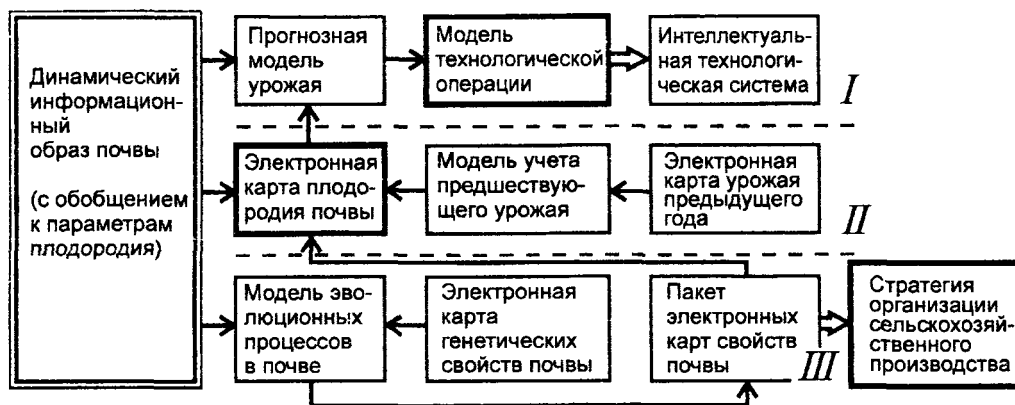 Динамический
информацион-
ный
образ почвы
(с обобщением
к параметрам
плодородия)
Прогнозная
модель
урожая
Модель
технологической
операции
Интеллектуаль-
ная технологи-
ческая система
I
Электронная
карта плодо-
родия почвы
Модель учета
предшествую-
щего урожая
Электронная
карта урожая
предыдущего
года
II
Модель эво-
люционных
процессов
в почве
Электронная
карта
генетических
свойств почвы
Пакет
электронных
карт свойств
почвы
III
Стратегия
организации
сельскохозяй-
ственного
производства